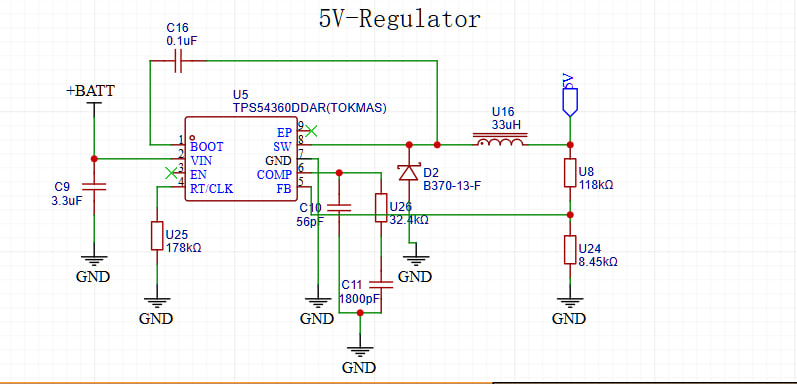 5V-Regulator
C16
0.1uF
+BATT
U5
TPS54360DDAR(TOKMAS)
5V
U16
33uH
EP 9
1 BOOT SW 8
2 VIN GND 7
3 EN COMP 6
4 RT/CLK FB 5
D2
B370-13-F
U8
118kΩ
C9
3.3uF
C10
56pF
U26
32.4kΩ
U25
178kΩ
U24
8.45kΩ
GND
GND
C11
1800pF
GND
GND
GND
GND